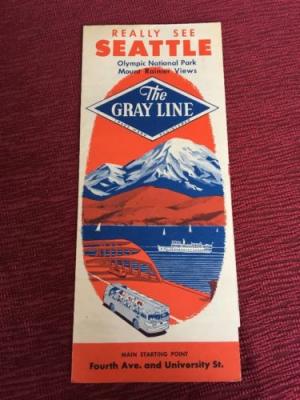 REALLY SEE
SEATTLE
Olympic National Park
Mount Rainier Views
The
GRAY LINE
MAIN STARTING POINT
Fourth Ave. and University St.